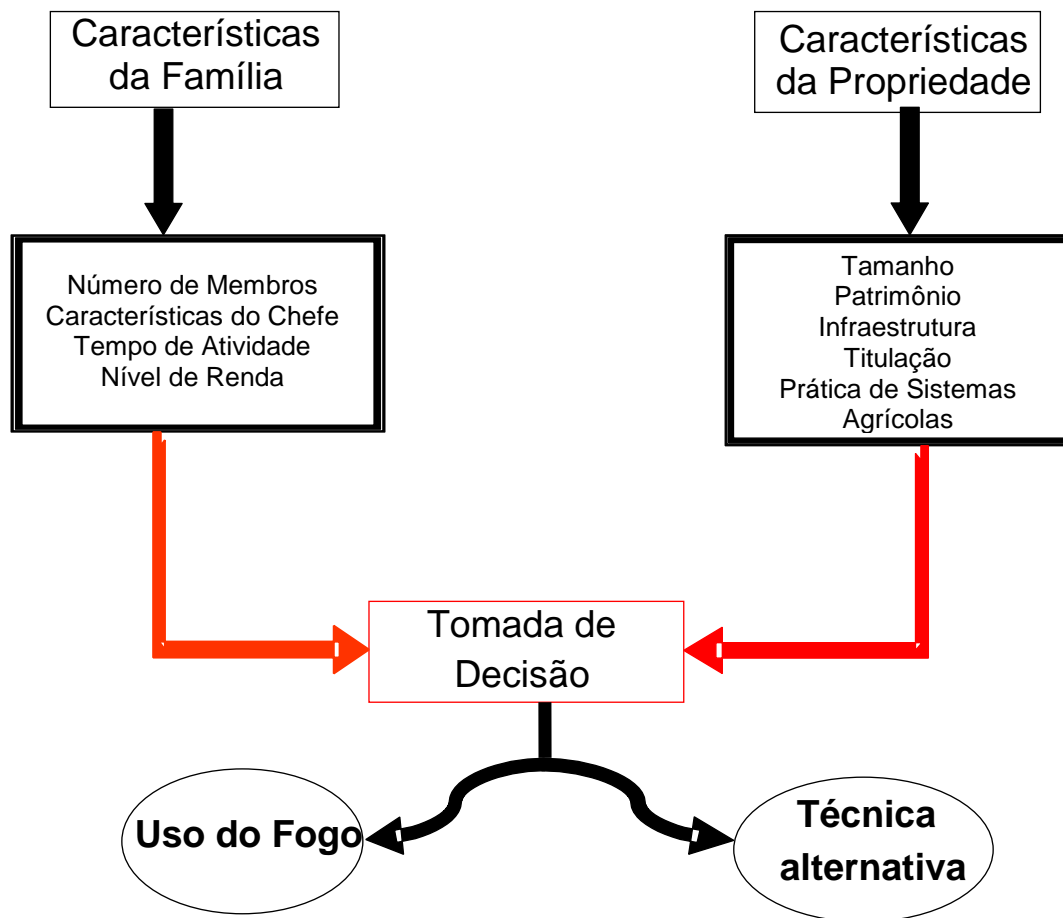 Características
da Família
Características
da Propriedade
Número de Membros
Características do Chefe
Tempo de Atividade
Nível de Renda
Tamanho
Patrimônio
Infraestrutura
Titulação
Prática de Sistemas
Agrícolas
Tomada de
Decisão
Uso do Fogo
Técnica
alternativa